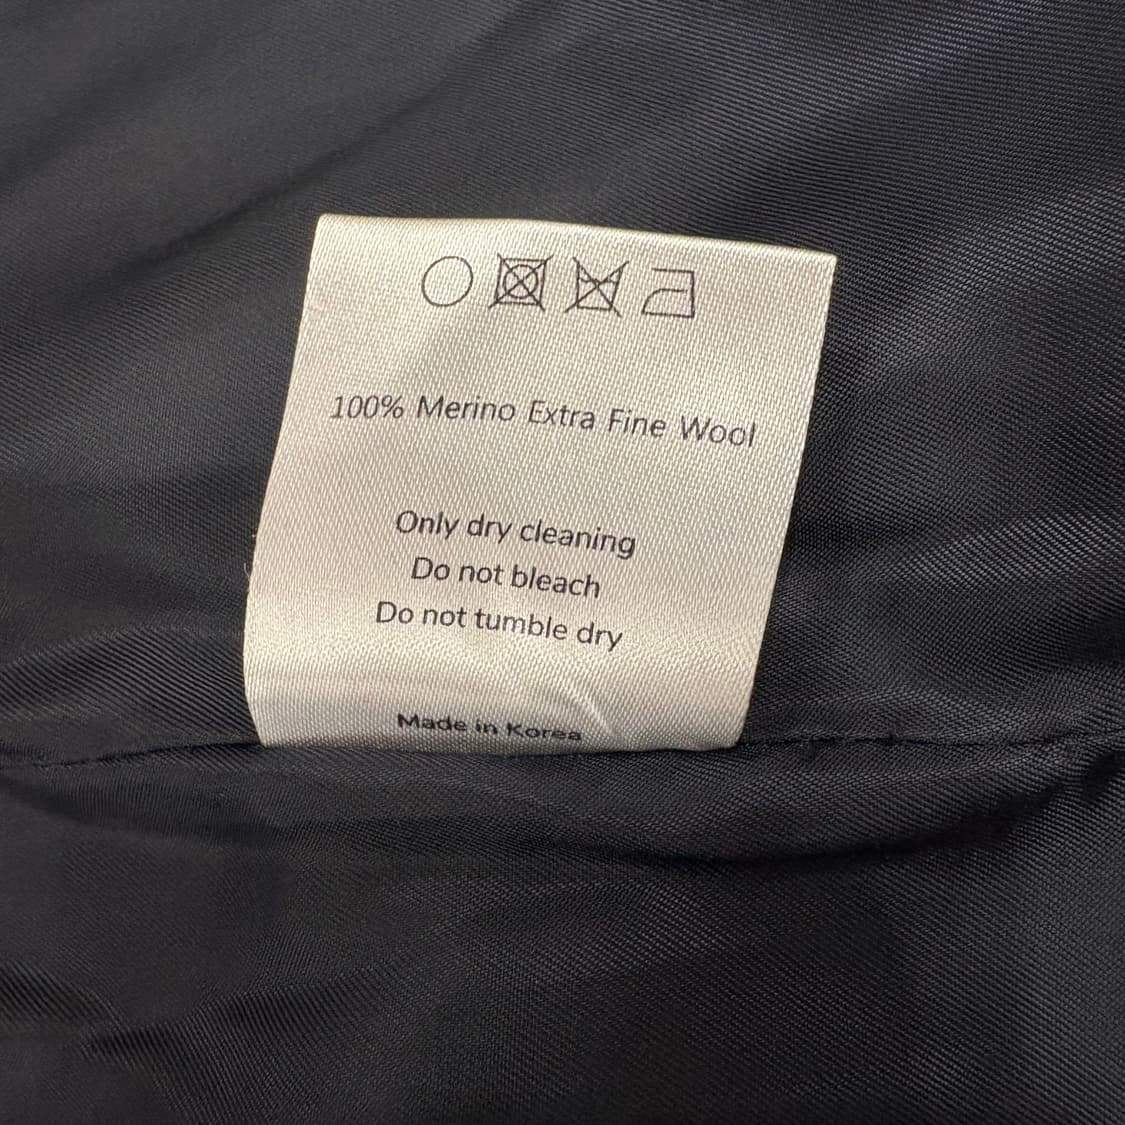 100% Merino Extra Fine Wool
Only dry cleaning
Do not bleach
Do not tumble dry
Made in Korea